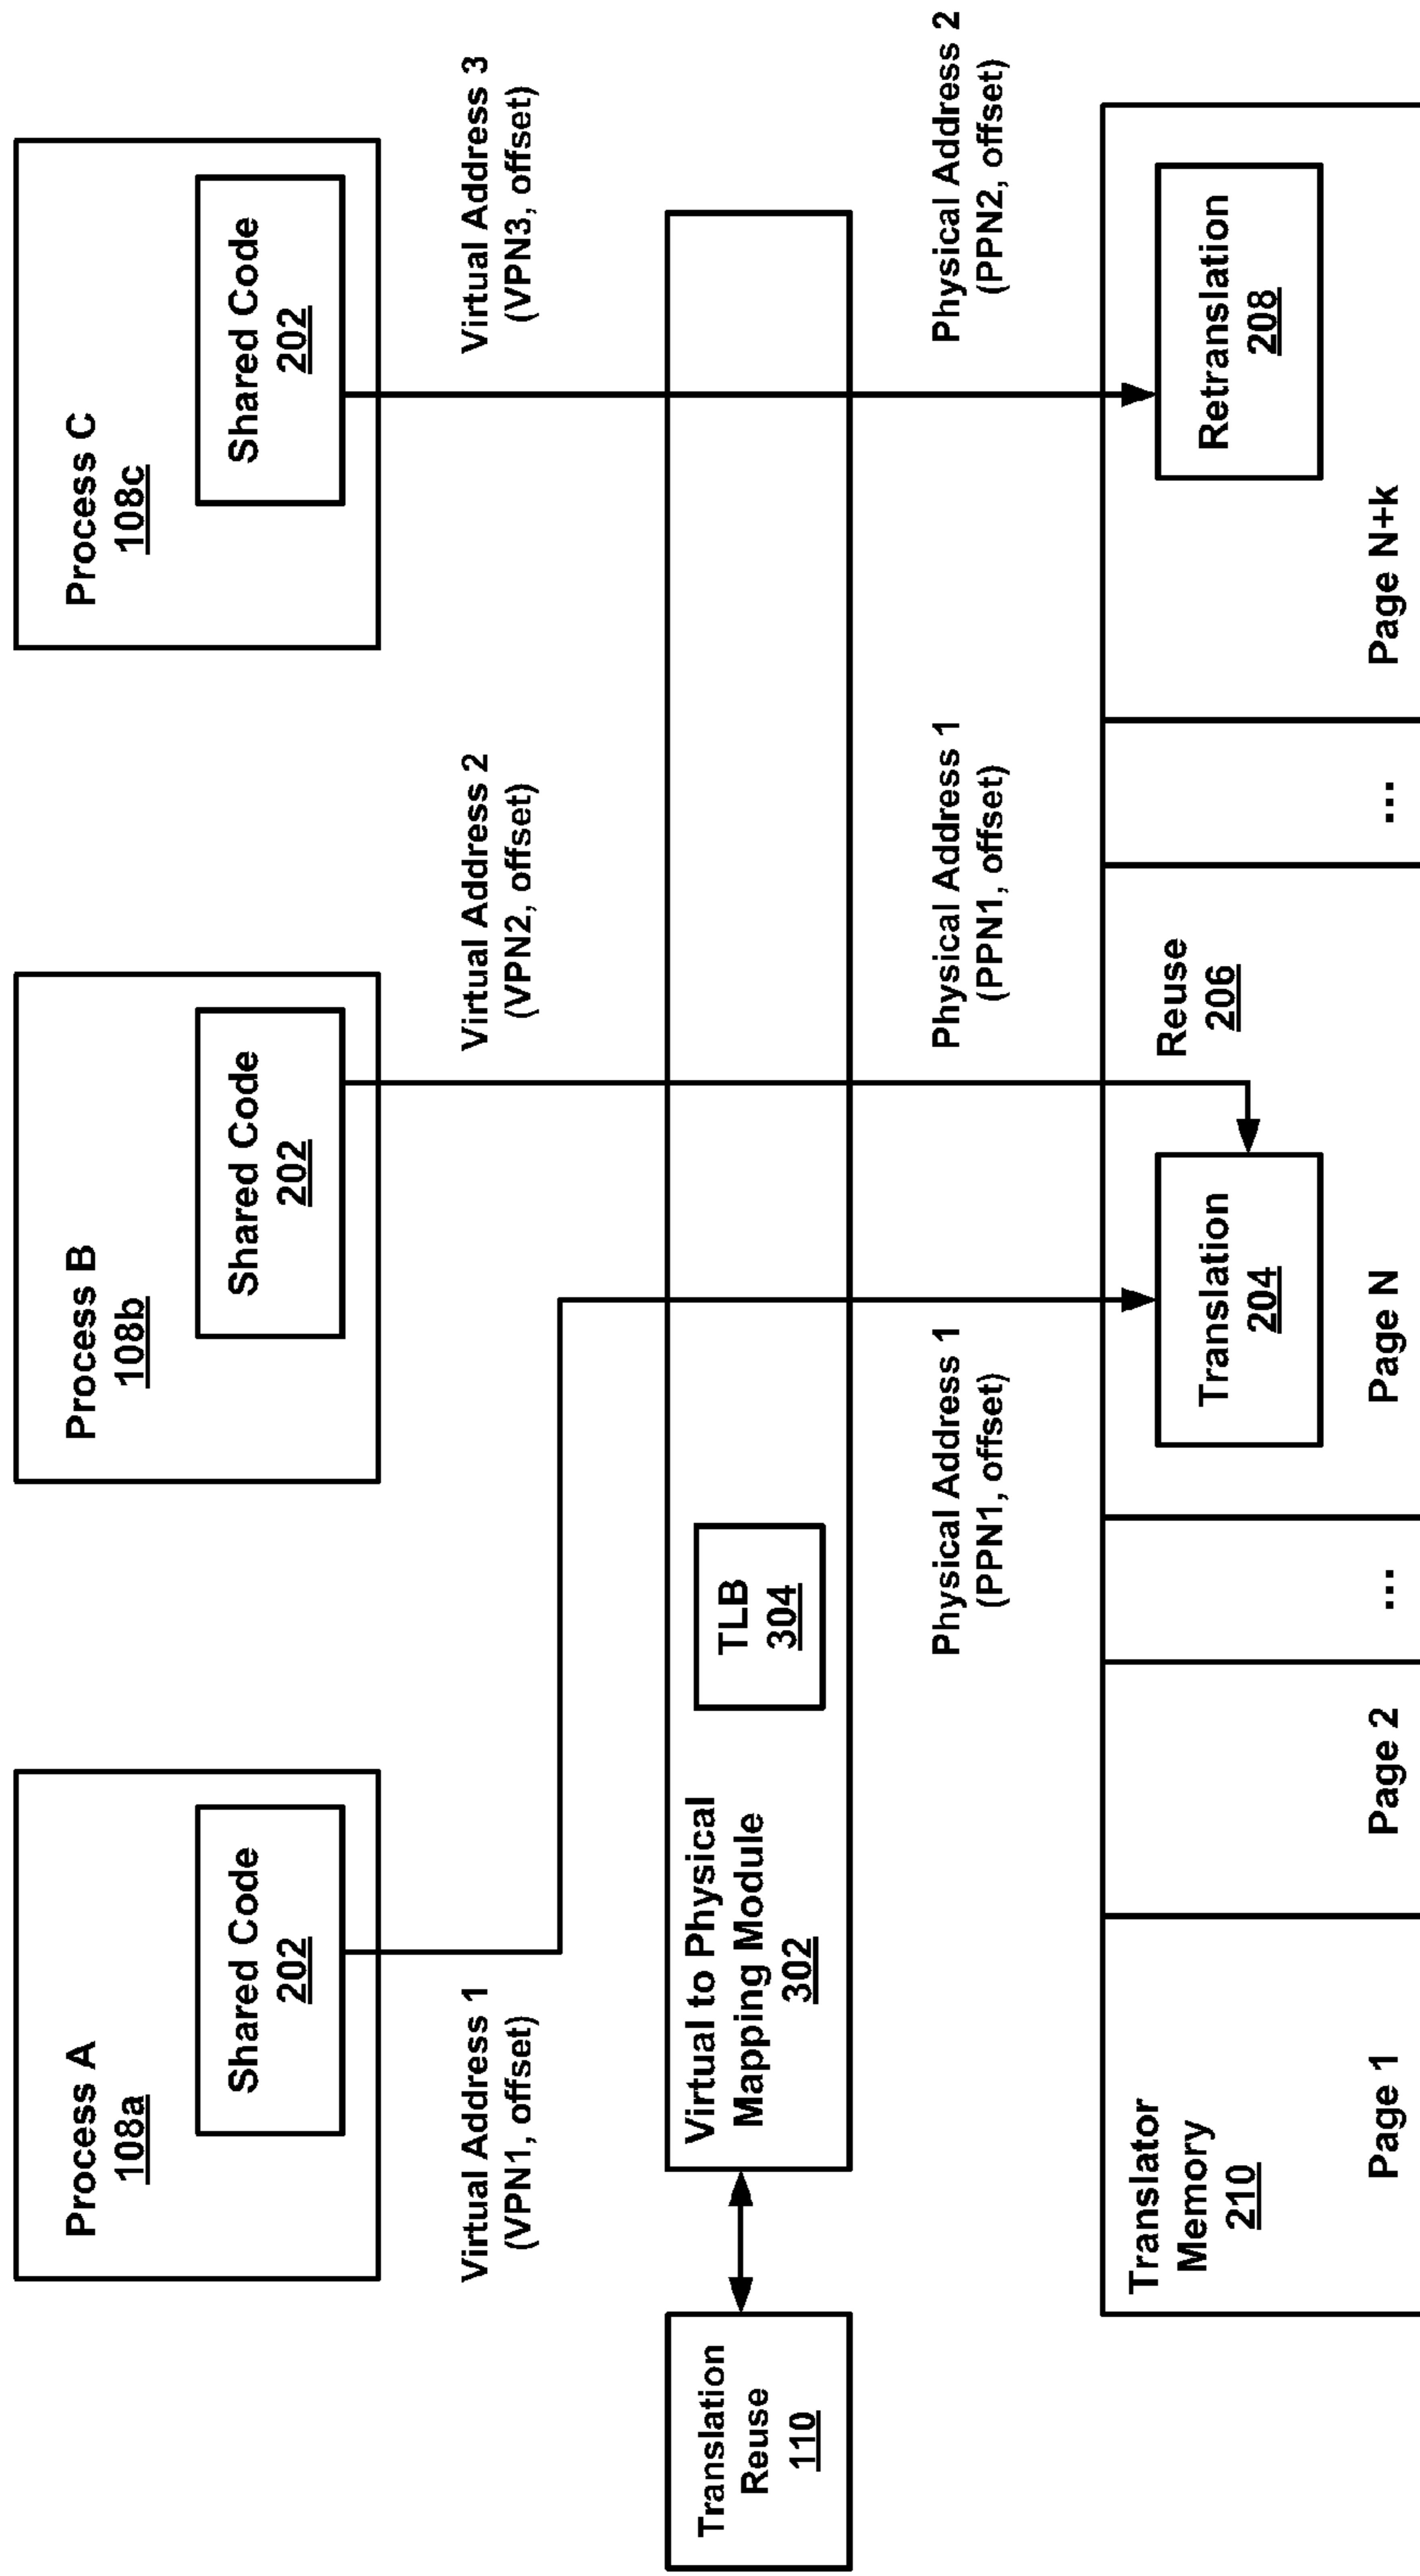 Process A
108a
Shared Code
202
Process B
108b
Shared Code
202
Process C
108c
Shared Code
202
Virtual Address 1
(VPN1, offset)
Virtual Address 2
(VPN2, offset)
Virtual Address 3
(VPN3, offset)
Translation
Reuse
110
Virtual to Physical
Mapping Module
302
TLB
304
Physical Address 1
(PPN1, offset)
Physical Address 1
(PPN1, offset)
Physical Address 2
(PPN2, offset)
Translator
Memory
210
Page 1
Page 2
...
Translation
204
Reuse
206
Page N
...
Retranslation
208
Page N+k